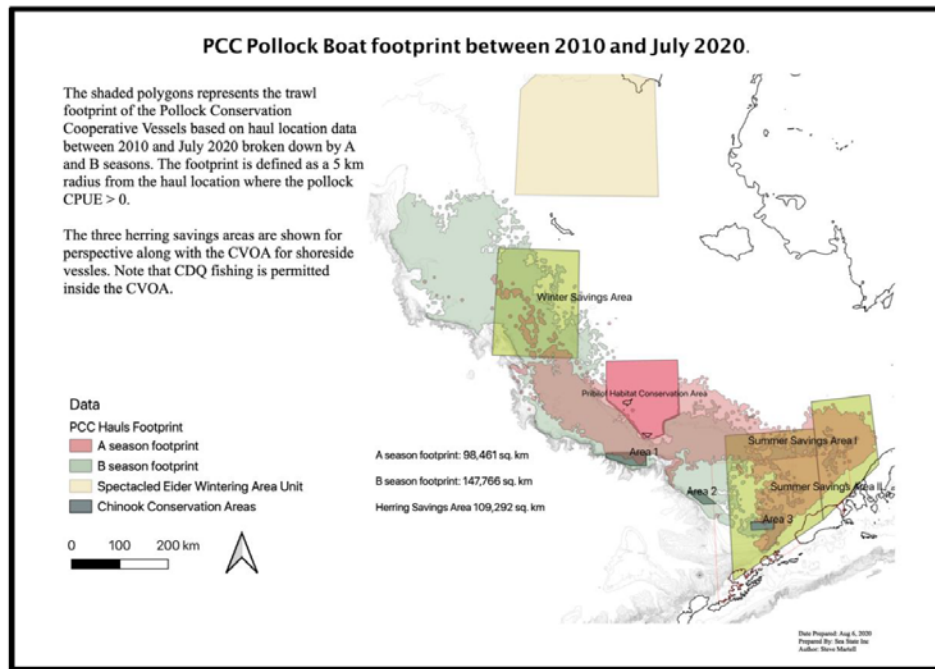 PCC Pollock Boat footprint between 2010 and July 2020.
The shaded polygons represents the trawl
footprint of the Pollock Conservation
Cooperative Vessels based on haul location data
between 2010 and July 2020 broken down by A
and B seasons. The footprint is defined as a 5 km
radius from the haul location where the pollock
CPUE > 0.
The three herring savings areas are shown for
perspective along with the CVOA for shoreside
vessles. Note that CDQ fishing is permitted
inside the CVOA.
Winter Savings Area
Pribilof Habitat Conservation Area
Area 1
Summer Savings Area I
Summer Savings Area II
Area 2
Area 3
Data
PCC Hauls Footprint
A season footprint
B season footprint
Spectacled Eider Wintering Area Unit
Chinook Conservation Areas
A season footprint: 98,461 sq. km
B season footprint: 147,766 sq. km
Herring Savings Area 109,292 sq. km
0 100 200 km
Date Prepared: Aug 6, 2020
Prepared By: Sea State Inc
Author: Steve Martell